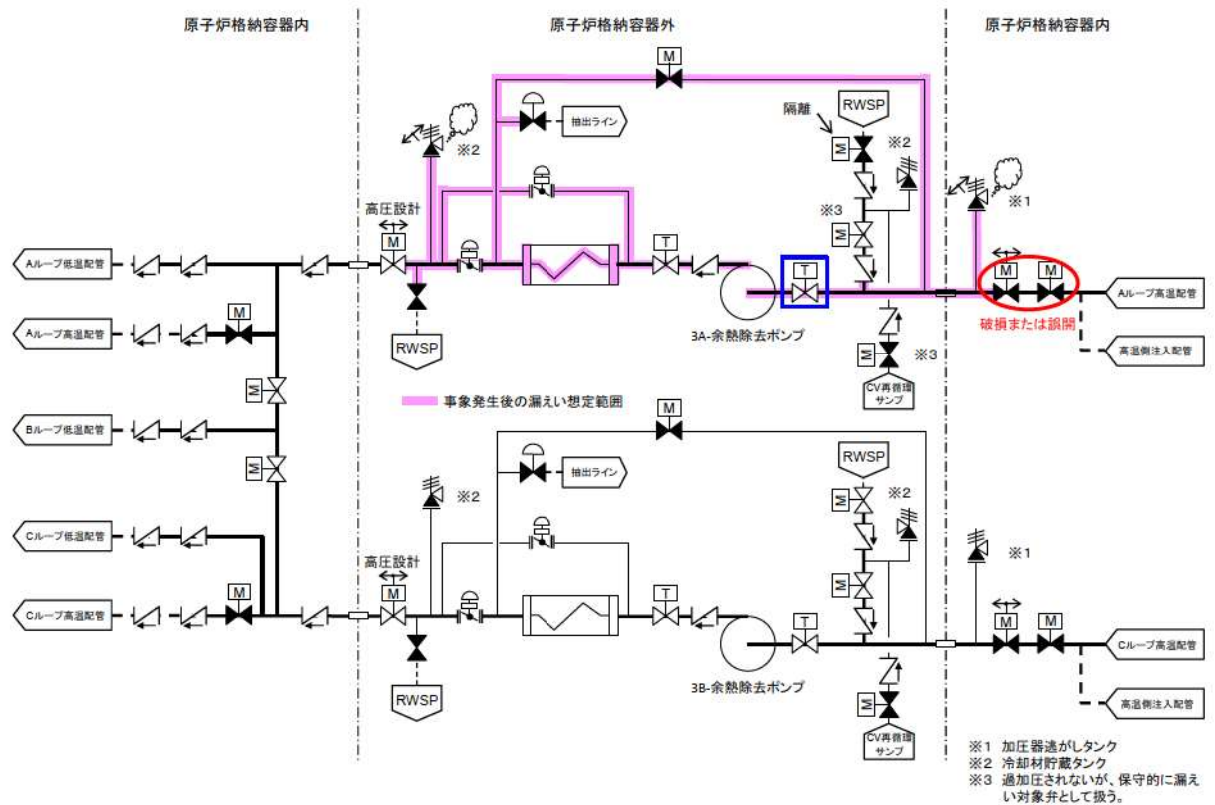 原子炉格納容器内
原子炉格納容器外
原子炉格納容器内
M
抽出ライン
隔離
RWSP
M
※2
※2
※1
高圧設計
M
※3
M
T
T
M
M
Aループ低温配管
Aループ高温配管
破損または誤開
3A-余熱除去ポンプ
Aループ高温配管
M
RWSP
M
※3
高温側注入配管
CV再循環
サンプ
M
事象発生後の漏えい想定範囲
Bループ低温配管
M
M
抽出ライン
RWSP
※2
M
※2
※1
Cループ低温配管
高圧設計
M
M
T
T
M
M
Cループ高温配管
M
Cループ高温配管
3B-余熱除去ポンプ
RWSP
M
高温側注入配管
CV再循環
サンプ
※1 加圧器逃がしタンク
※2 冷却材貯蔵タンク
※3 過加圧されないが、保守的に漏え
い対象弁として扱う。